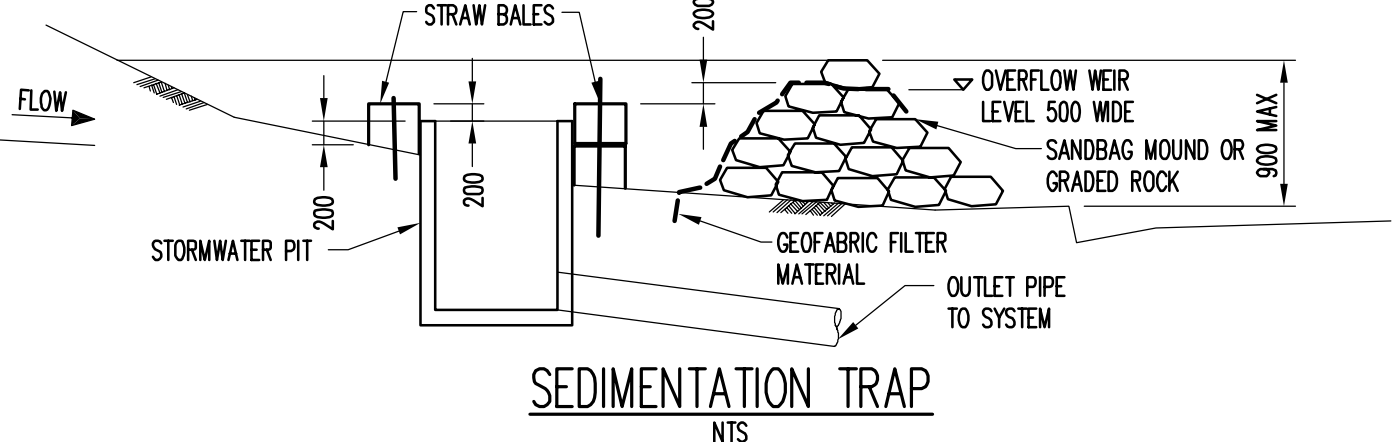 STRAW BALES
200
FLOW
OVERFLOW WEIR
LEVEL 500 WIDE
900 MAX
SANDBAG MOUND OR
GRADED ROCK
200
200
STORMWATER PIT
GEOFABRIC FILTER
MATERIAL
OUTLET PIPE
TO SYSTEM
SEDIMENTATION TRAP
NTS